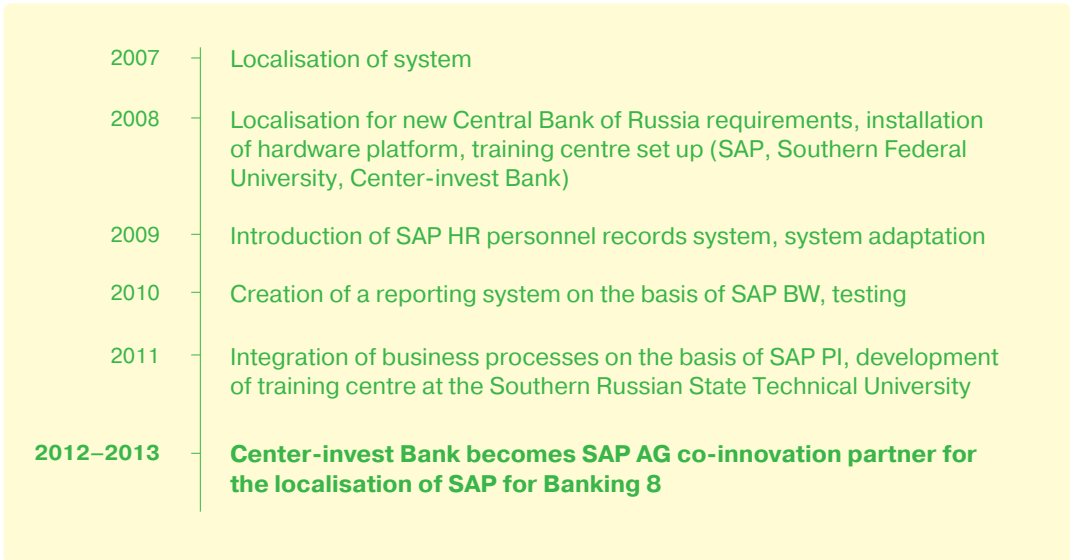 2007 Localisation of system
2008 Localisation for new Central Bank of Russia requirements, installation
of hardware platform, training centre set up (SAP, Southern Federal
University, Center-invest Bank)
2009 Introduction of SAP HR personnel records system, system adaptation
2010 Creation of a reporting system on the basis of SAP BW, testing
2011 Integration of business processes on the basis of SAP PI, development
of training centre at the Southern Russian State Technical University
2012–2013 Center-invest Bank becomes SAP AG co-innovation partner for
the localisation of SAP for Banking 8